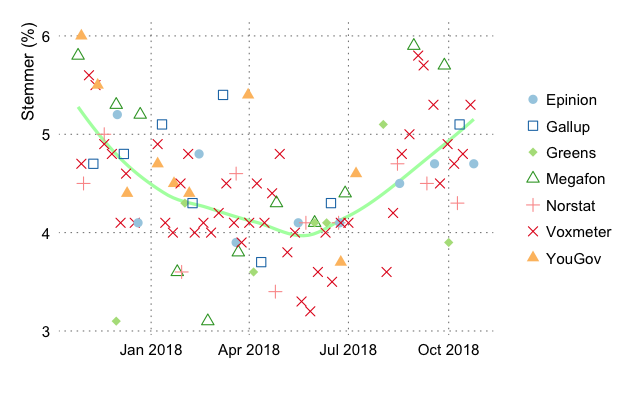 Stemmer (%)
6
5
4
3
Jan 2018
Apr 2018
Jul 2018
Oct 2018
Epinion
Gallup
Greens
Megafon
Norstat
Voxmeter
YouGov